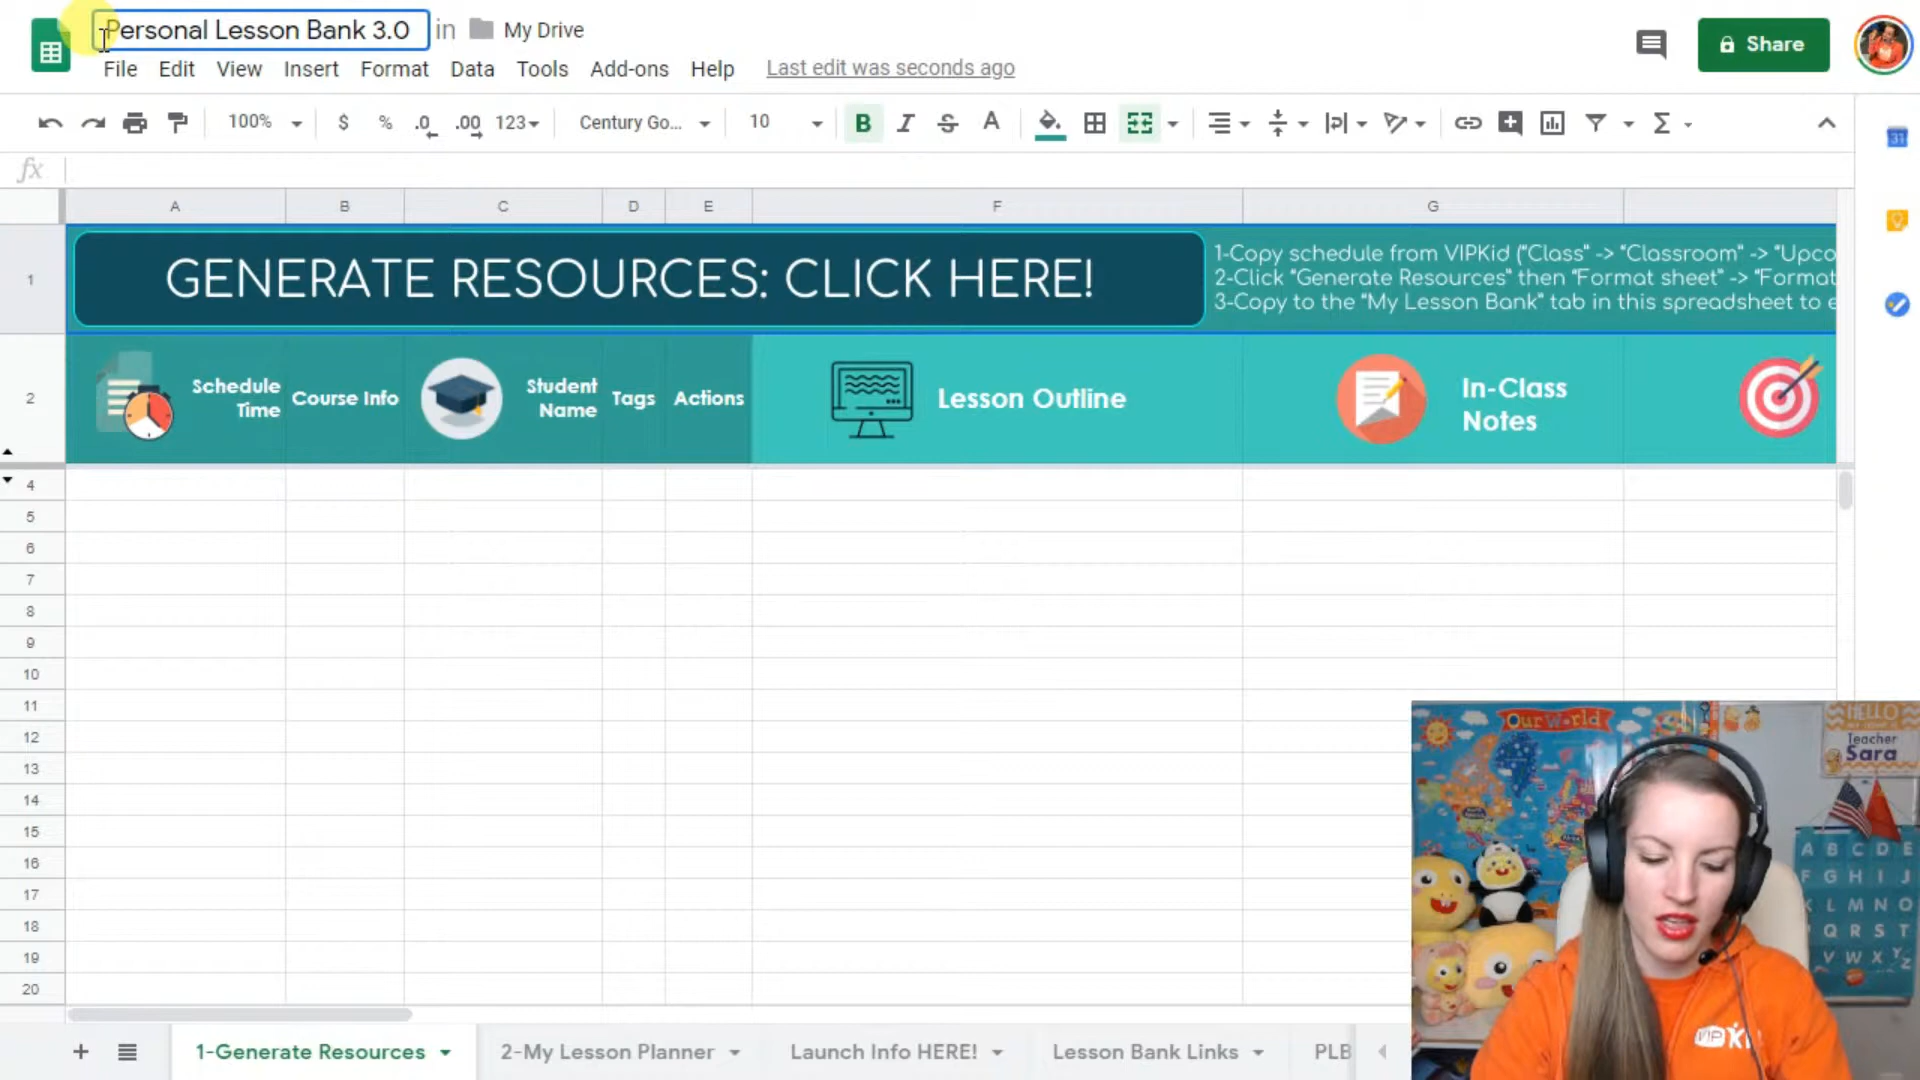 Personal Lesson Bank 3.0 in My Drive
File Edit View Insert Format Data Tools Add-ons Help Last edit was seconds ago
Share
100% $ % .0 .00 123 Century Go... 10 B I S A
31
fx
A B C D E F G
1
GENERATE RESOURCES: CLICK HERE!
1-Copy schedule from VIPKid ("Class" -> "Classroom" -> "Upco
2-Click "Generate Resources" then "Format sheet" -> "Format
3-Copy to the "My Lesson Bank" tab in this spreadsheet to e
2
Schedule Time
Course Info
Student Name
Tags
Actions
Lesson Outline
In-Class Notes
4
5
6
7
8
9
10
11
12
13
14
15
16
17
18
19
20
Our World
HELLO
Teacher
Sara
A B C D E
F G H I J
K L M N O
Q R S T
V W X Y Z
VIP
1-Generate Resources
2-My Lesson Planner
Launch Info HERE!
Lesson Bank Links
PLB